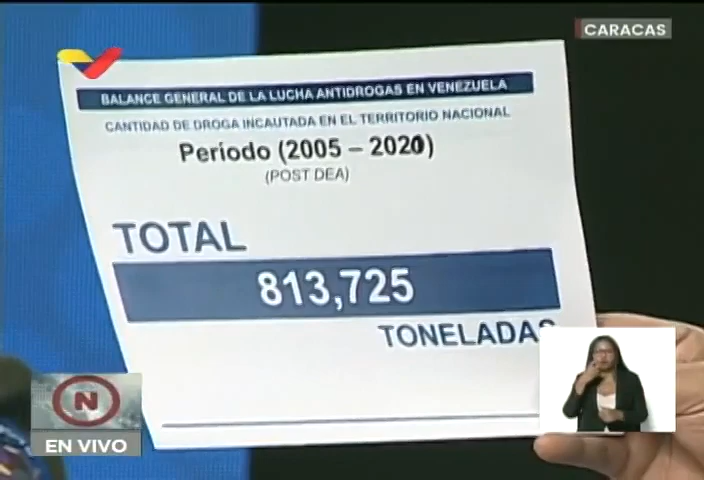 CARACAS
BALANCE GENERAL DE LA LUCHA ANTIDROGAS EN VENEZUELA
CANTIDAD DE DROGA INCAUTADA EN EL TERRITORIO NACIONAL
Período (2005 – 2020)
(POST DEA)
TOTAL
813,725
TONELADAS
N
EN VIVO